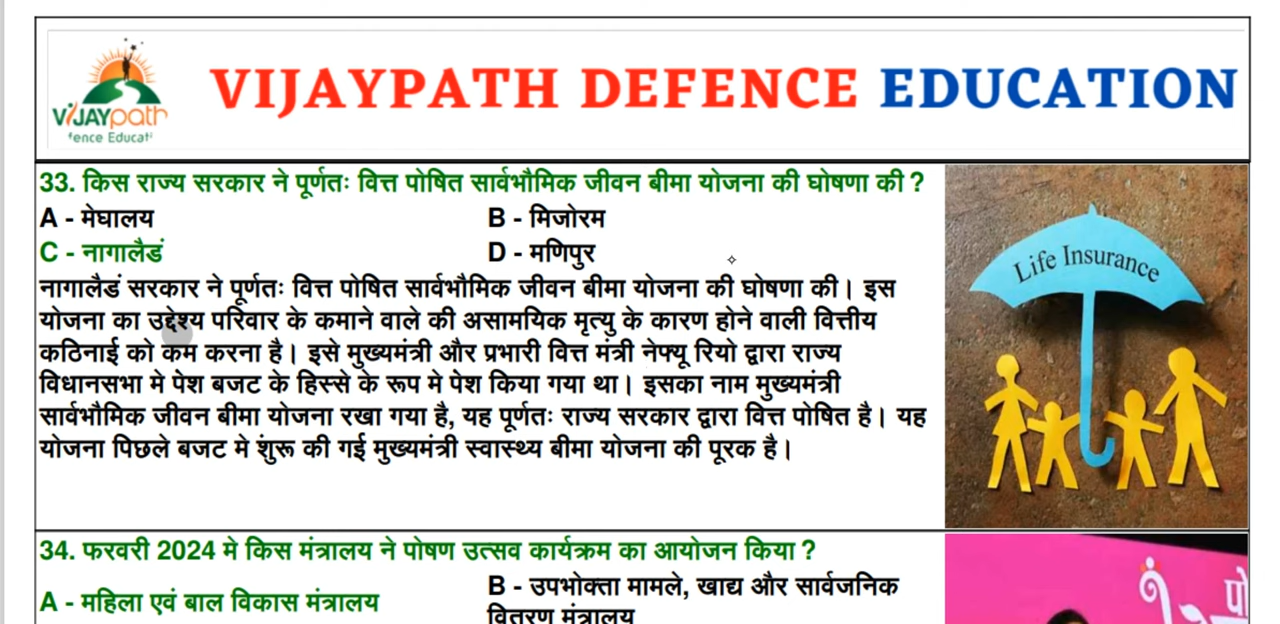 VIJAYPATH DEFENCE EDUCATION
VIJAYpath
fence Educati
33. किस राज्य सरकार ने पूर्णतः वित्त पोषित सार्वभौमिक जीवन बीमा योजना की घोषणा की ?
A - मेघालय
B - मिजोरम
C - नागालैडं
D - मणिपुर
नागालैडं सरकार ने पूर्णतः वित्त पोषित सार्वभौमिक जीवन बीमा योजना की घोषणा की। इस
योजना का उद्देश्य परिवार के कमाने वाले की असामयिक मृत्यु के कारण होने वाली वित्तीय
कठिनाई को कम करना है। इसे मुख्यमंत्री और प्रभारी वित्त मंत्री नेफ्यू रियो द्वारा राज्य
विधानसभा मे पेश बजट के हिस्से के रूप मे पेश किया गया था। इसका नाम मुख्यमंत्री
सार्वभौमिक जीवन बीमा योजना रखा गया है, यह पूर्णतः राज्य सरकार द्वारा वित्त पोषित है। यह
योजना पिछले बजट मे शुंरू की गई मुख्यमंत्री स्वास्थ्य बीमा योजना की पूरक है।
Life Insurance
34. फरवरी 2024 मे किस मंत्रालय ने पोषण उत्सव कार्यक्रम का आयोजन किया ?
A - महिला एवं बाल विकास मंत्रालय
B - उपभोक्ता मामले, खाद्य और सार्वजनिक
वितरण मंत्रालय